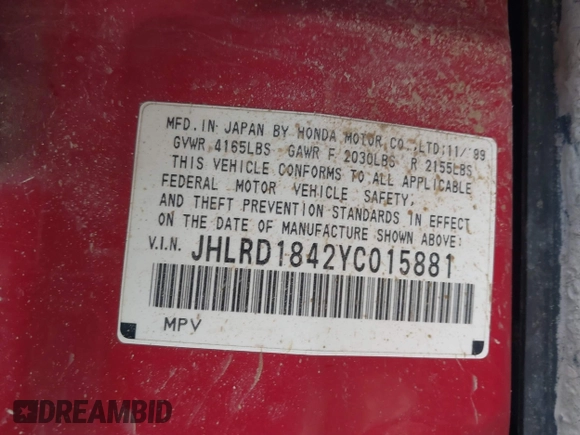 MFD. IN JAPAN BY HONDA MOTOR CO.,LTD;11/'99
GVWR 4165LBS GAWR F 2030LBS R 2155LBS
THIS VEHICLE CONFORMS TO ALL APPLICABLE
FEDERAL MOTOR VEHICLE SAFETY,
AND THEFT PREVENTION STANDARDS IN EFFECT
ON THE DATE OF MANUFACTURE SHOWN ABOVE;
V.I.N. JHLRD1842YC015881
MPV
DREAMBID